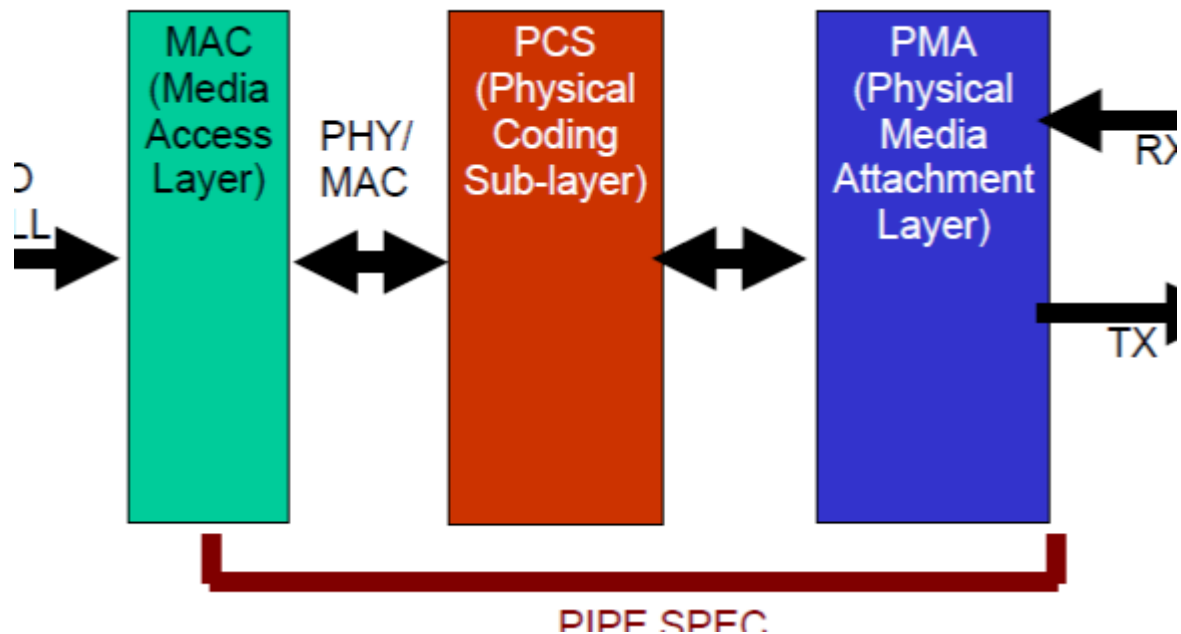 MAC
(Media
Access
Layer)
PHY/
MAC
PCS
(Physical
Coding
Sub-layer)
PMA
(Physical
Media
Attachment
Layer)
RX
TX
PIPE SPEC